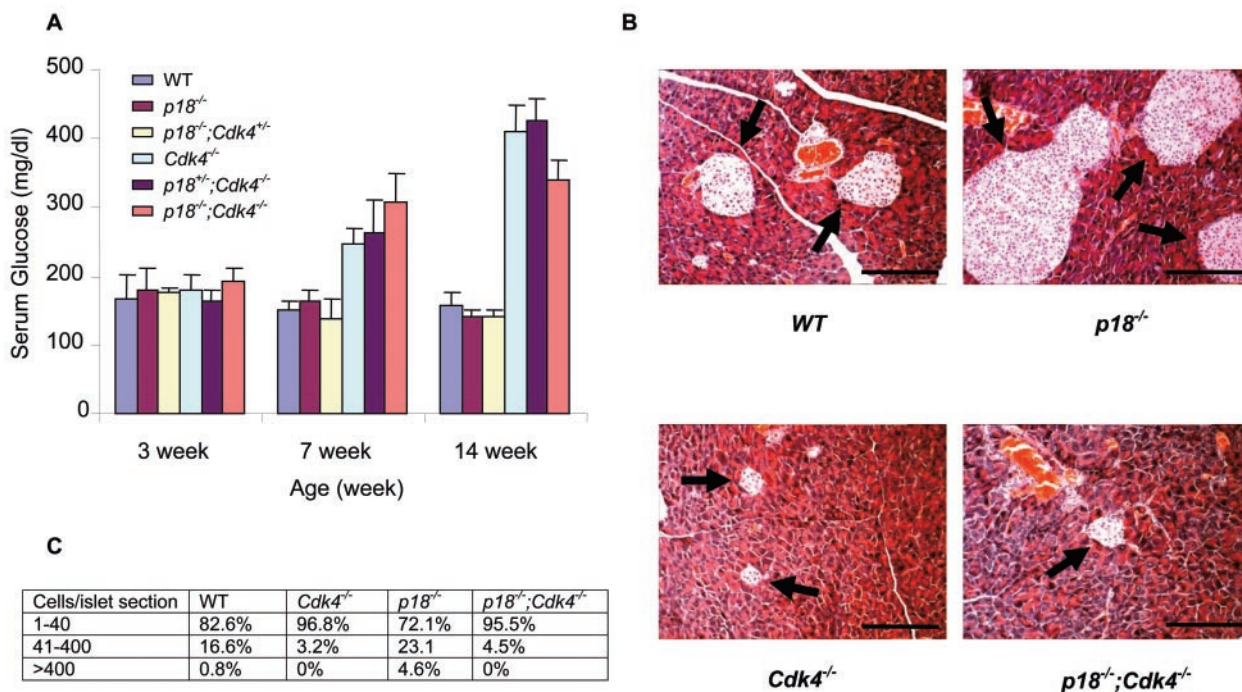 A
500
400
300
200
100
0
Serum Glucose (mg/dl)
WT
p18-/-
p18-/-;Cdk4+/-
Cdk4-/-
p18+/-;Cdk4-/-
p18-/-;Cdk4-/-
3 week
7 week
14 week
Age (week)
B
WT
p18-/-
Cdk4-/-
p18-/-;Cdk4-/-
C
Cells/islet section WT Cdk4-/- p18-/- p18-/-;Cdk4-/-
1-40 82.6% 96.8% 72.1% 95.5%
41-400 16.6% 3.2% 23.1 4.5%
>400 0.8% 0% 4.6% 0%